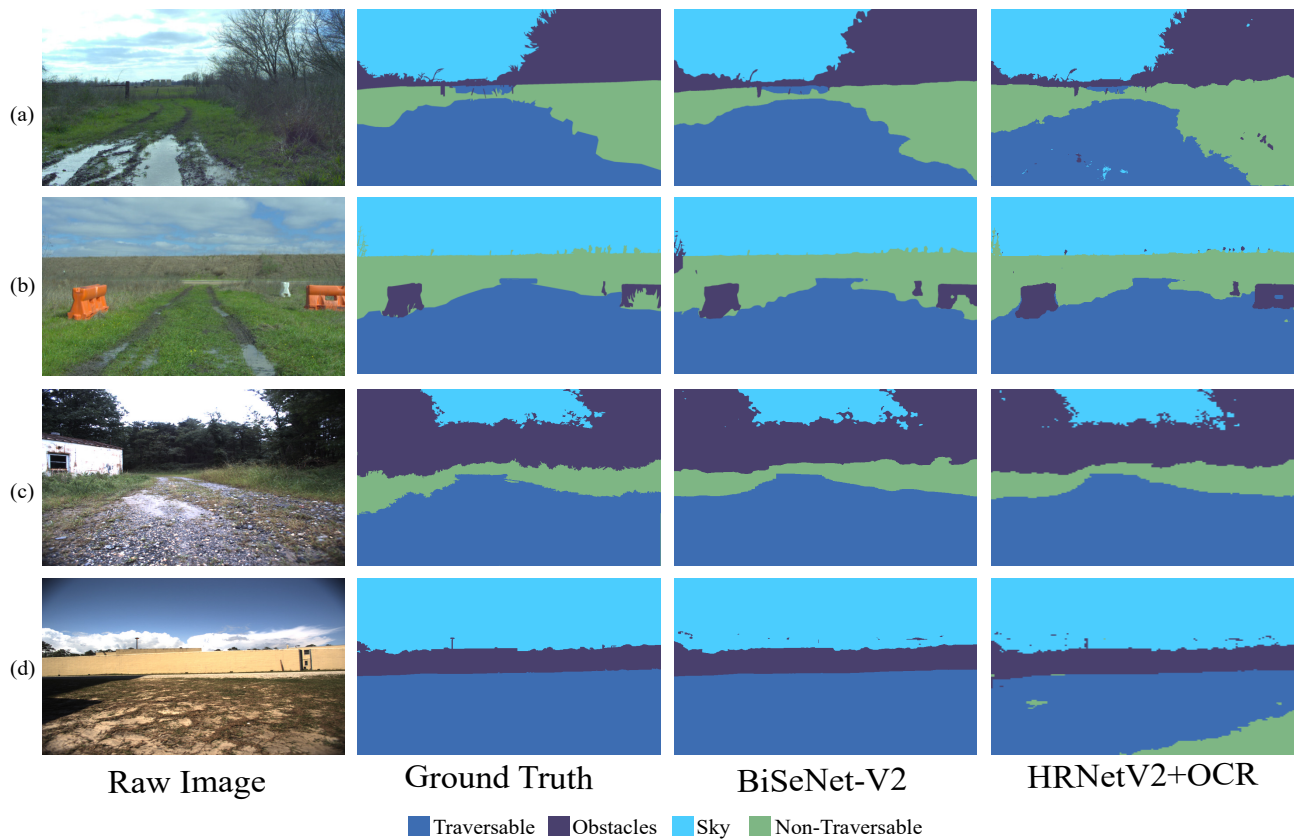 (a)
(b)
(c)
(d)
Raw Image
Ground Truth
BiSeNet-V2
HRNetV2+OCR
Traversable
Obstacles
Sky
Non-Traversable